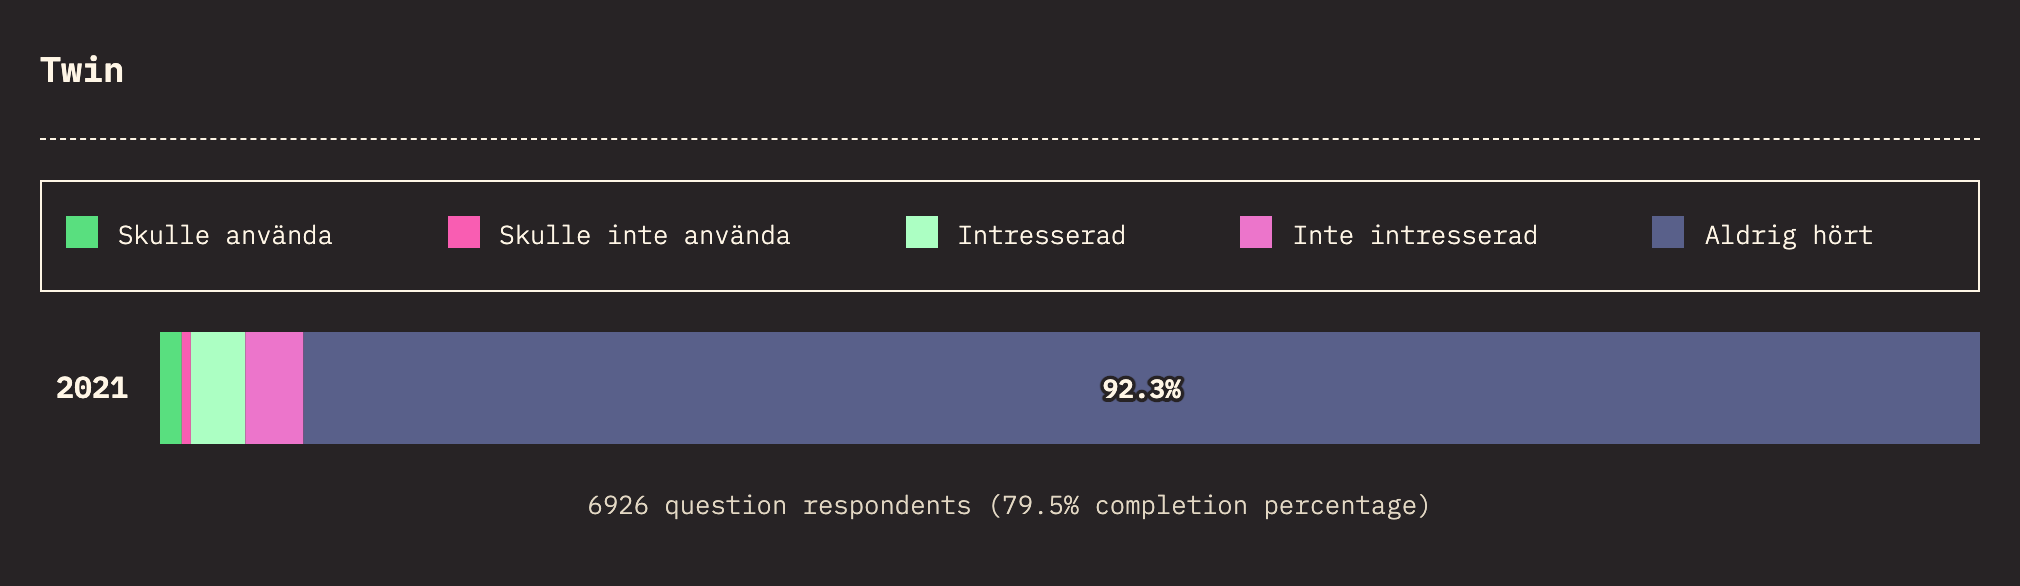 Twin
Skulle använda Skulle inte använda Intresserad Inte intresserad Aldrig hört
2021 92.3%
6926 question respondents (79.5% completion percentage)